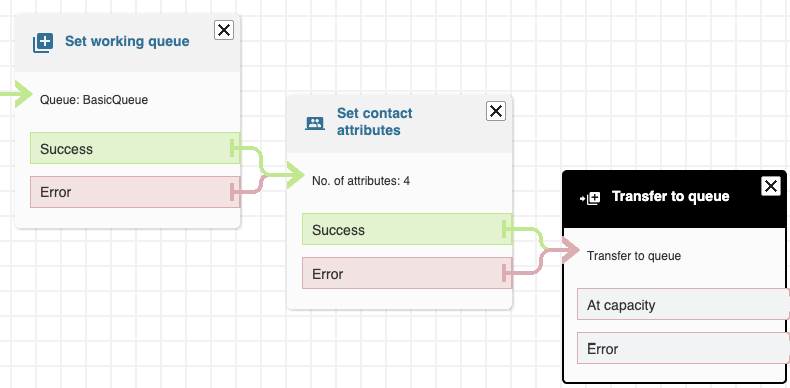 Set working queue
Queue: BasicQueue
Success
Error
Set contact
attributes
No. of attributes: 4
Success
Error
Transfer to queue
Transfer to queue
At capacity
Error